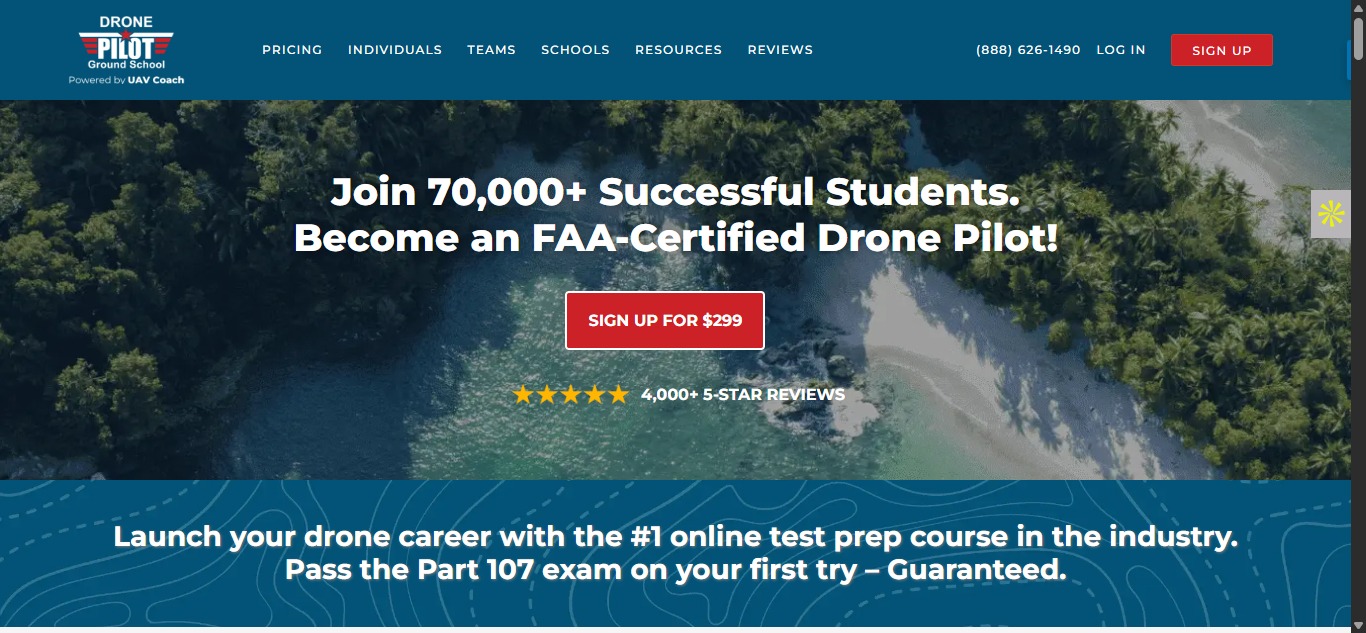 DRONE
PILOT
Ground School
Powered by UAV Coach
PRICING INDIVIDUALS TEAMS SCHOOLS RESOURCES REVIEWS (888) 626-1490 LOG IN SIGN UP
Join 70,000+ Successful Students.
Become an FAA-Certified Drone Pilot!
SIGN UP FOR $299
4,000+ 5-STAR REVIEWS
Launch your drone career with the #1 online test prep course in the industry.
Pass the Part 107 exam on your first try – Guaranteed.